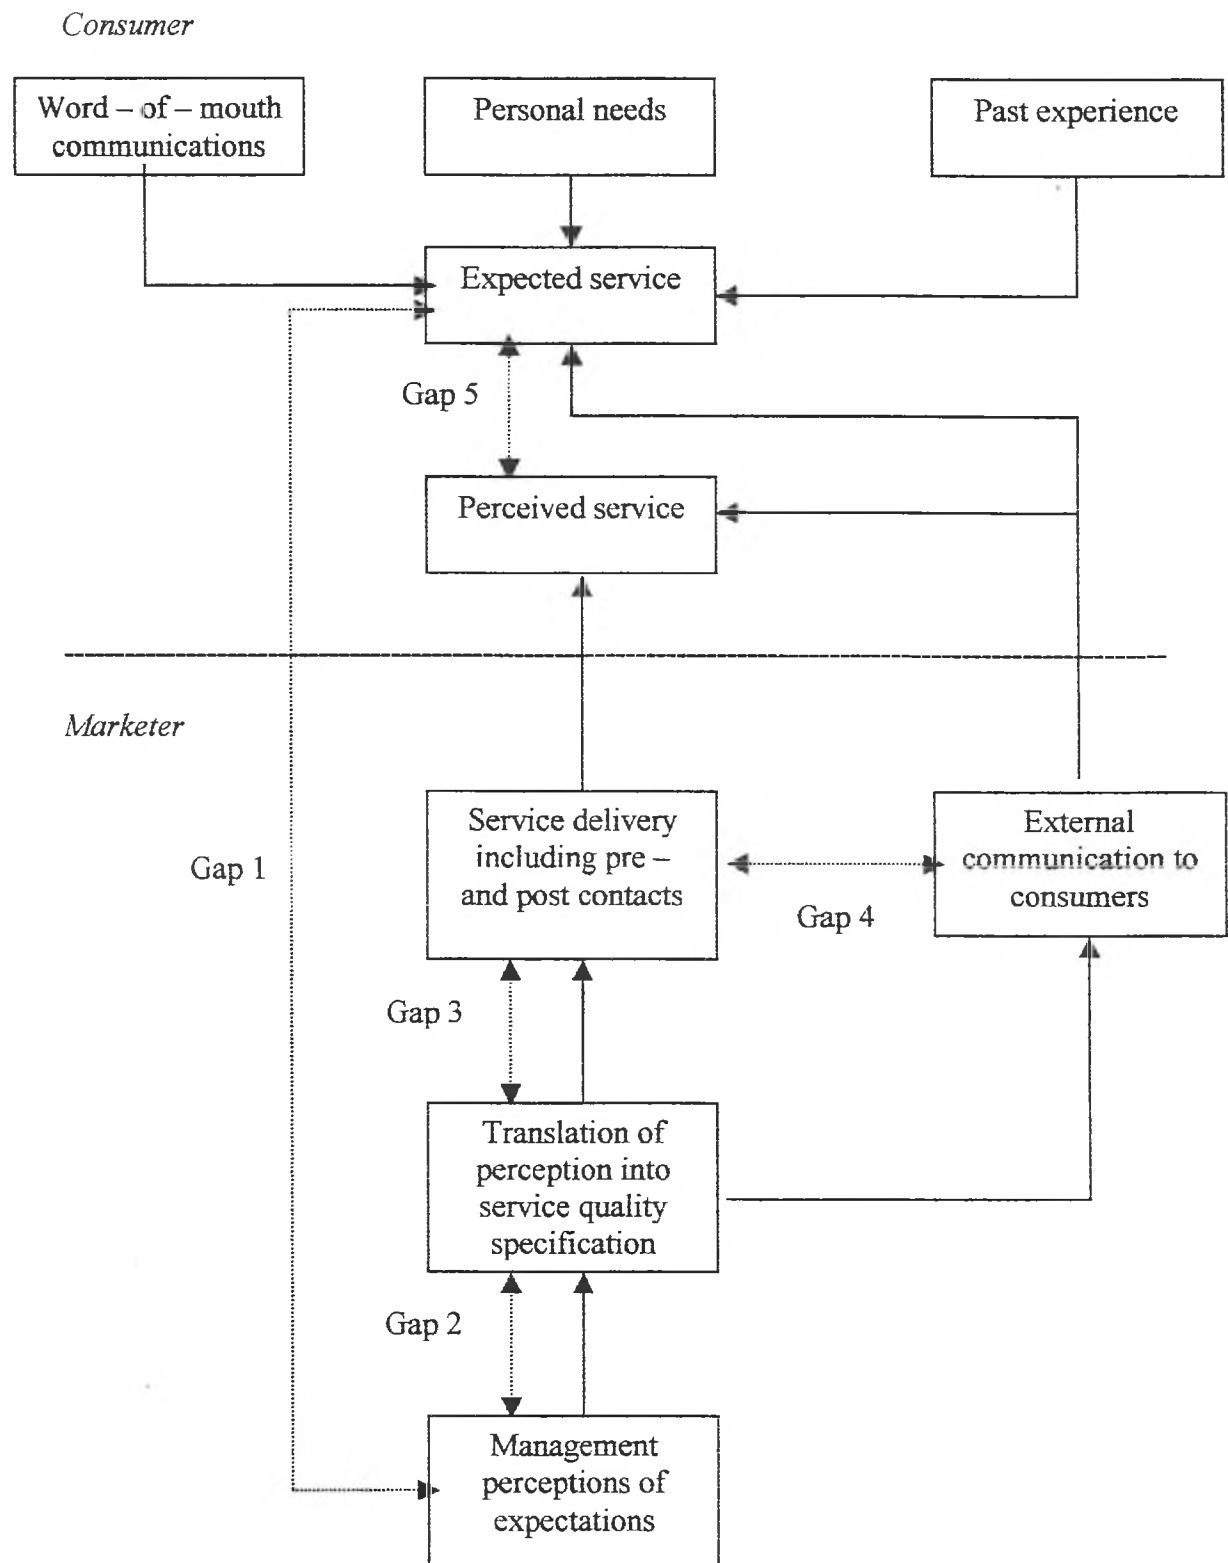 Consumer
Word – of – mouth
communications
Personal needs
Past experience
Expected service
Gap 5
Perceived service
Marketer
Service delivery
including pre –
and post contacts
External
communication to
consumers
Gap 1
Gap 4
Gap 3
Translation of
perception into
service quality
specification
Gap 2
Management
perceptions of
expectations